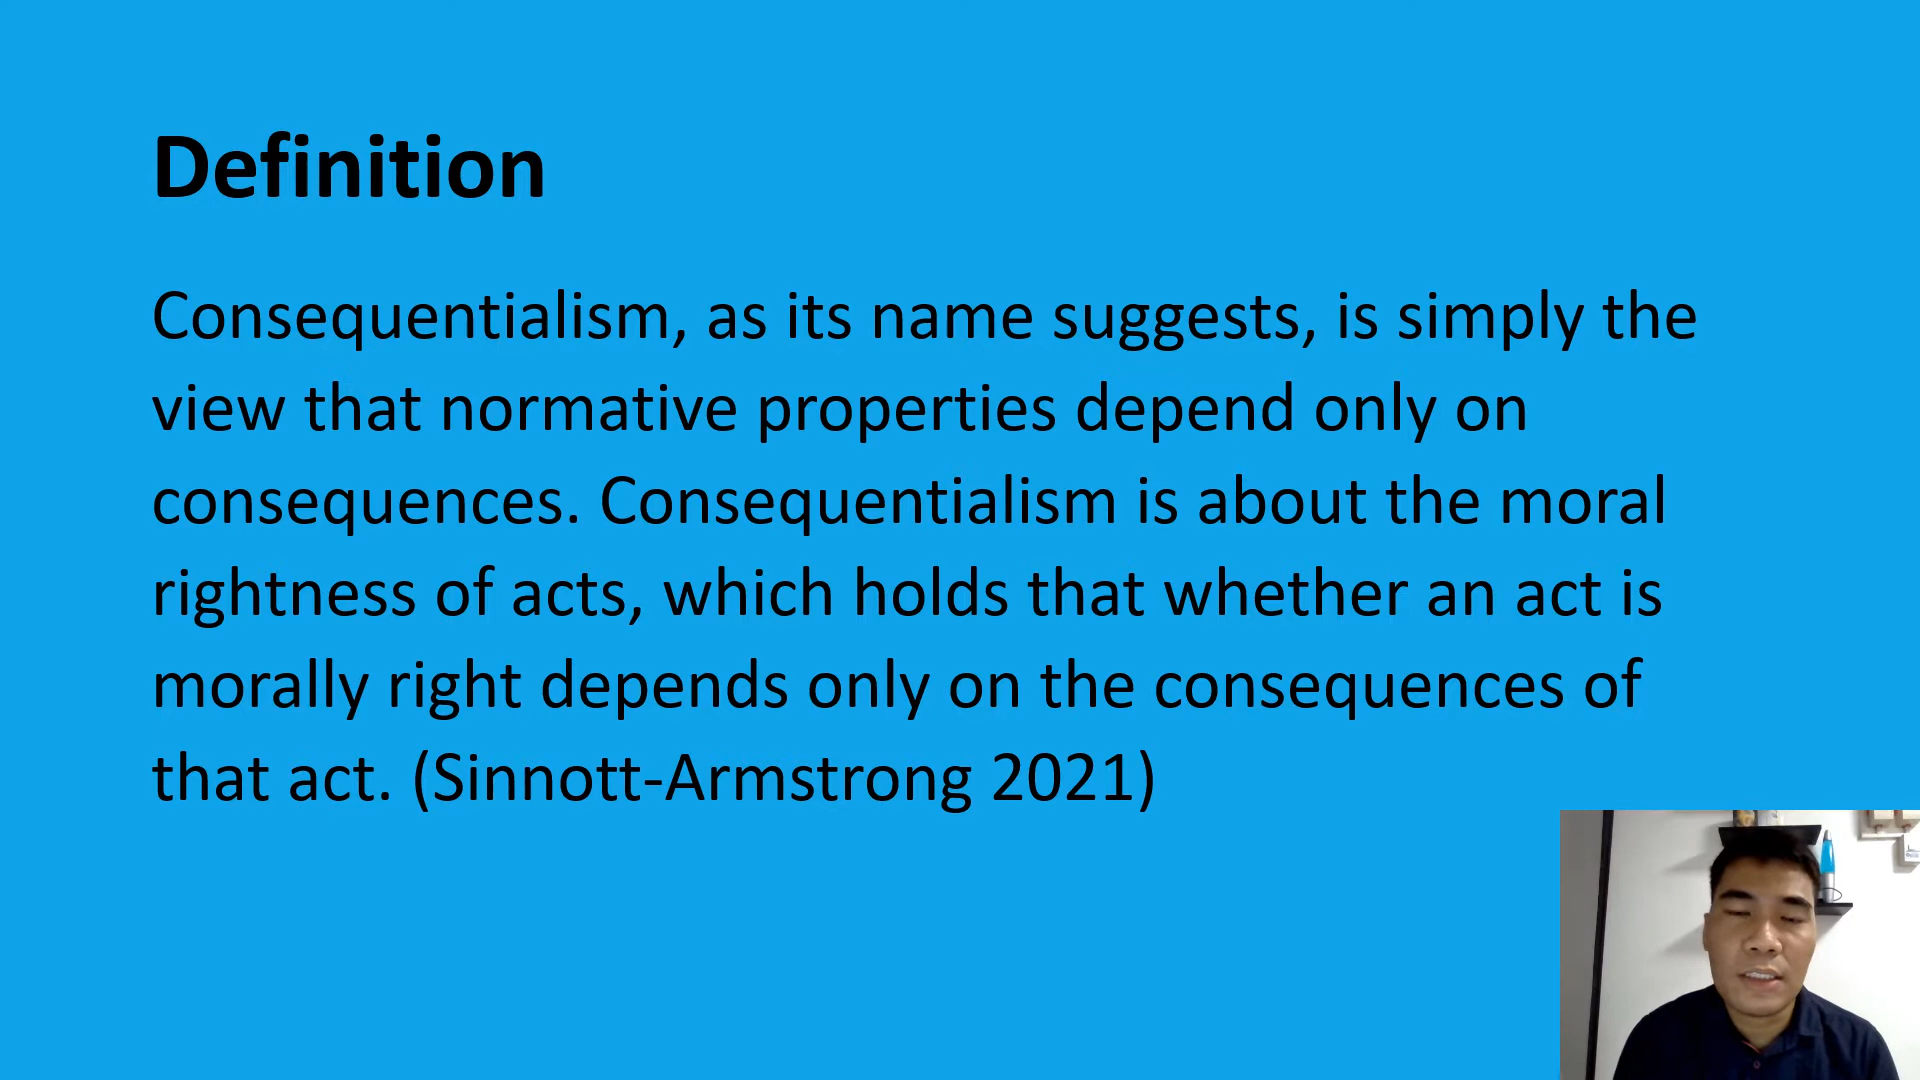 Definition
Consequentialism, as its name suggests, is simply the
view that normative properties depend only on
consequences. Consequentialism is about the moral
rightness of acts, which holds that whether an act is
morally right depends only on the consequences of
that act. (Sinnott-Armstrong 2021)